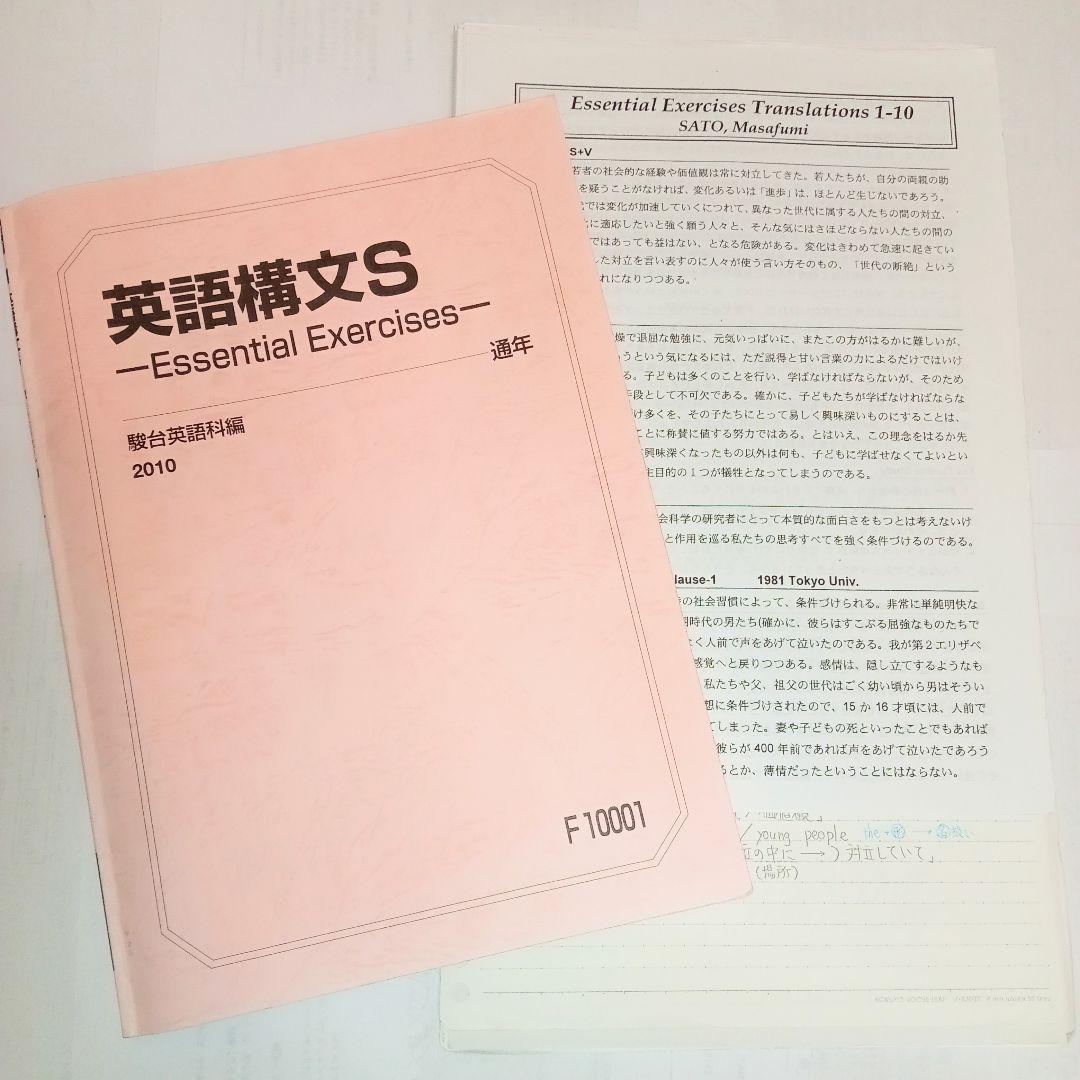 英語構文S
—Essential Exercises—
通年
駿台英語科編
2010
F10001
Essential Exercises Translations 1-10
SATO, Masafumi
S+V
若者の社会的な経験や価値観は常に対立してきた。若人たちが、自分の両親の助
を疑うことがなければ、変化あるいは「進歩」は、ほとんど生じないであろう。
では変化が加速していくにつれて、異なった世代に属する人たちの間の対立、
に適応したいと強く願う人々と、そんな気にはさほどならない人たちの間の
ではあっても益はない、となる危険がある。変化はきわめて急速に起きてい
した対立を言い表すのに人々が使う言い方そのもの、「世代の断絶」という
れになりつつある。
燥で退屈な勉強に、元気いっぱいに、またこの方がはるかに難しいが、
うという気になるには、ただ説得と甘い言葉の力によるだけではいけ
る。子どもは多くのことを行い、学ばなければならないが、そのため
手段として不可欠である。確かに、子どもたちが学ばなければならな
け多くを、その子たちにとって易しく興味深いものにすることは、
ことに称賛に値する努力ではある。とはいえ、この理念をはるか先
興味深くなったもの以外は何も、子どもに学ばせなくてよいとい
主目的の1つが犠牲となってしまうのである。
会科学の研究者にとって本質的な面白さをもつとは考えないけ
と作用を巡る私たちの思考すべてを強く条件づけるのである。
lause-1 1981 Tokyo Univ.
の社会習慣によって、条件づけられる。非常に単純明快な
同時代の男たち(確かに、彼らはすこぶる屈強なものたちで
なく人前で声をあげて泣いたのである。我が第2エリザベ
感覚へと戻りつつある。感情は、隠し立てするようなも
私たちや父、祖父の世代はごく幼い頃から男はそうい
想に条件づけされたので、15か16才頃には、人前で
てしまった。妻や子どもの死といったことでもあれば
彼らが400年前であれば声をあげて泣いたであろう
るとか、薄情だったということにはならない。
/ young people the+
の中に → ) 対立していて」
(場所)